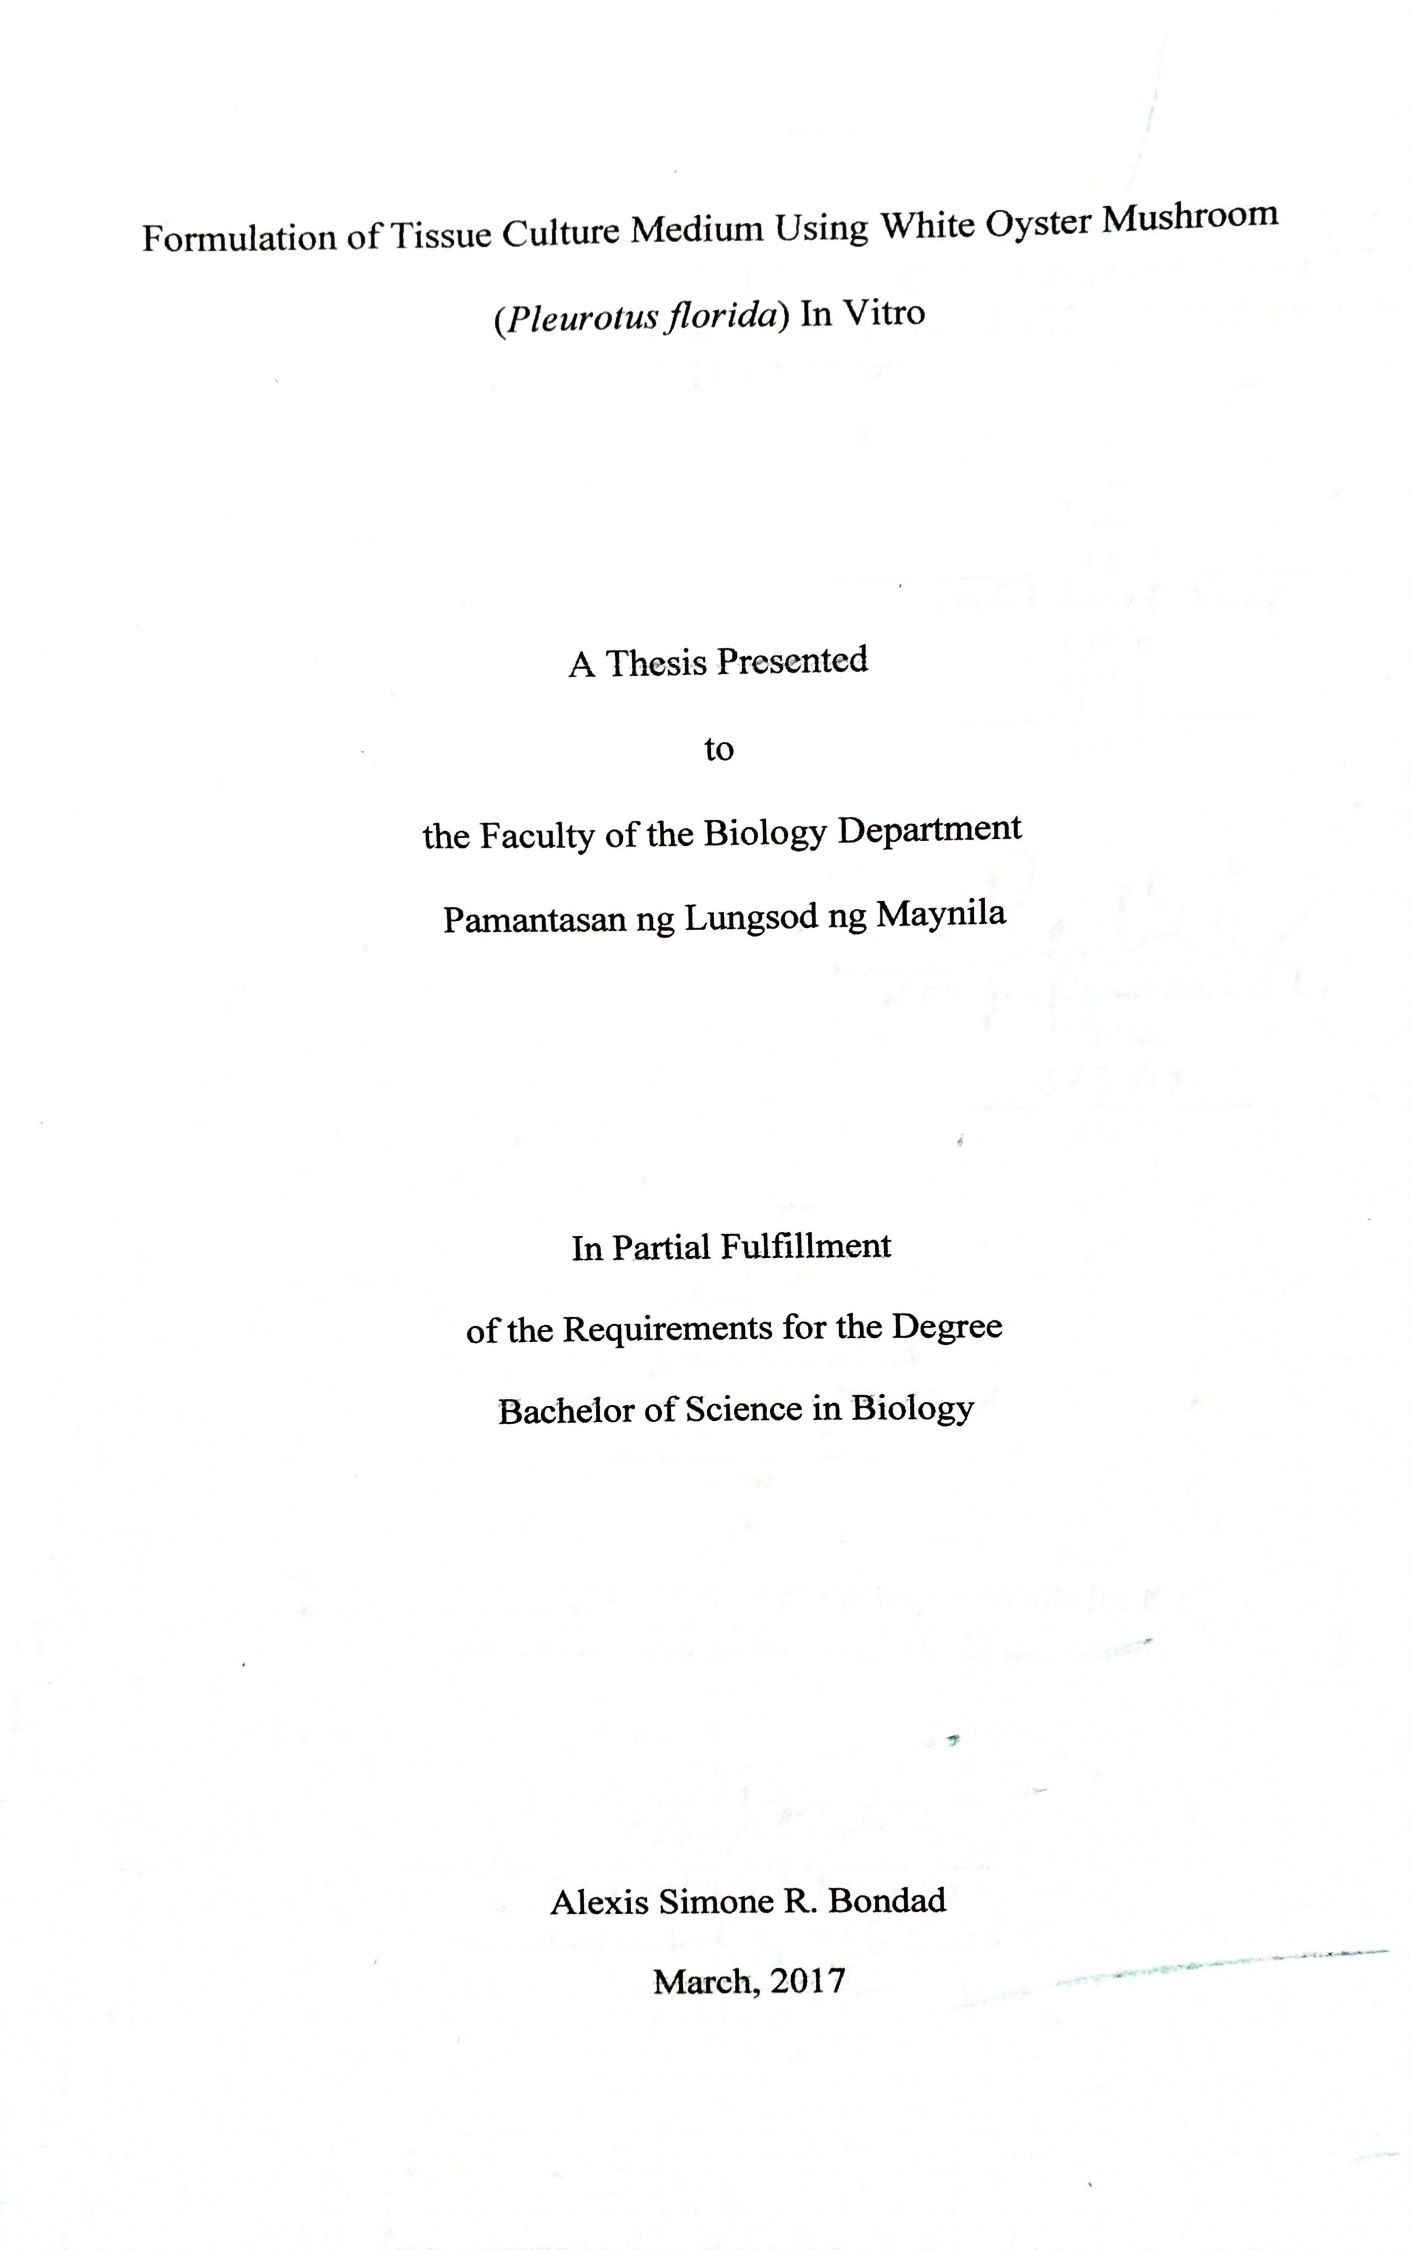 Formulation of Tissue Culture Medium Using White Oyster Mushroom
(Pleurotus florida) In Vitro
A Thesis Presented
to
the Faculty of the Biology Department
Pamantasan ng Lungsod ng Maynila
In Partial Fulfillment
of the Requirements for the Degree
Bachelor of Science in Biology
Alexis Simone R. Bondad
March, 2017